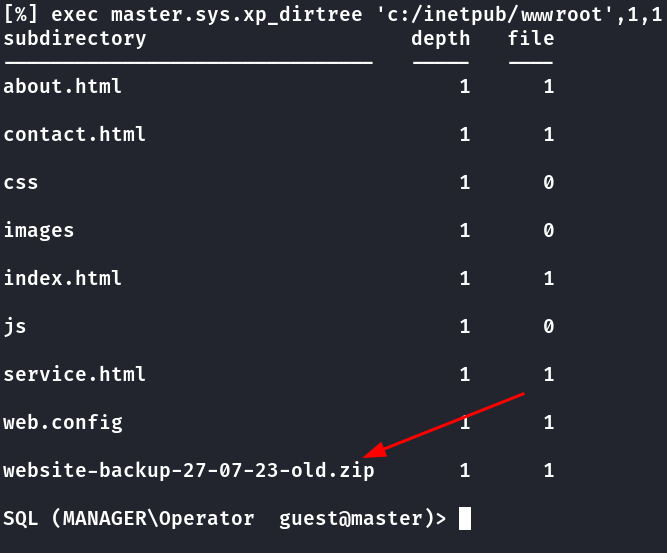 [%] exec master.sys.xp_dirtree 'c:/inetpub/wwwroot',1,1
subdirectory depth file
------------------------------- ----- ----
about.html 1 1
contact.html 1 1
css 1 0
images 1 0
index.html 1 1
js 1 0
service.html 1 1
web.config 1 1
website-backup-27-07-23-old.zip 1 1
SQL (MANAGER\Operator  guest@master)>